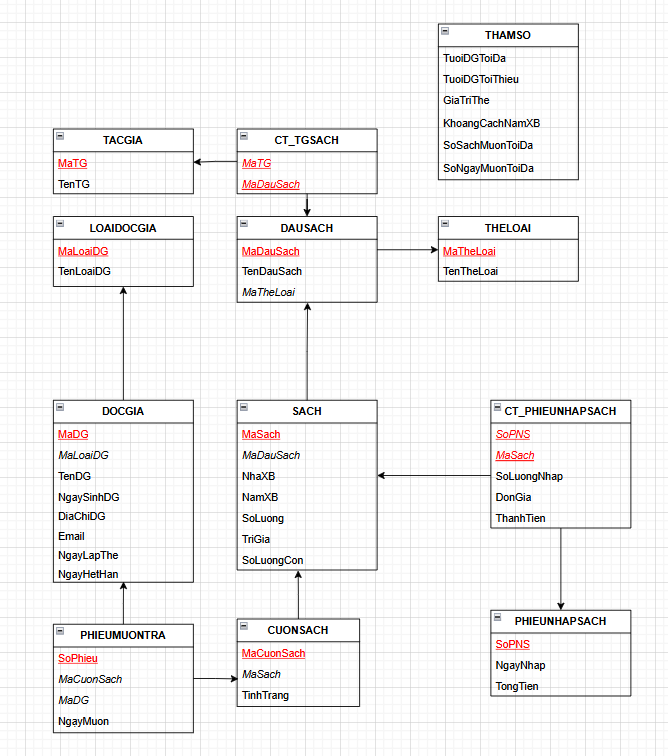 THAMSO
TuoiDGToiDa
TuoiDGToiThieu
GiaTriThe
KhoangCachNamXB
SoSachMuonToiDa
SoNgayMuonToiDa
TACGIA
MaTG
TenTG
CT_TGSACH
MaTG
MaDauSach
LOAIDOCGIA
MaLoaiDG
TenLoaiDG
DAUSACH
MaDauSach
TenDauSach
MaTheLoai
THELOAI
MaTheLoai
TenTheLoai
DOCGIA
MaDG
MaLoaiDG
TenDG
NgaySinhDG
DiaChiDG
Email
NgayLapThe
NgayHetHan
SACH
MaSach
MaDauSach
NhaXB
NamXB
SoLuong
TriGia
SoLuongCon
CT_PHIEUNHAPSACH
SoPNS
MaSach
SoLuongNhap
DonGia
ThanhTien
PHIEUMUONTRA
SoPhieu
MaCuonSach
MaDG
NgayMuon
CUONSACH
MaCuonSach
MaSach
TinhTrang
PHIEUNHAPSACH
SoPNS
NgayNhap
TongTien